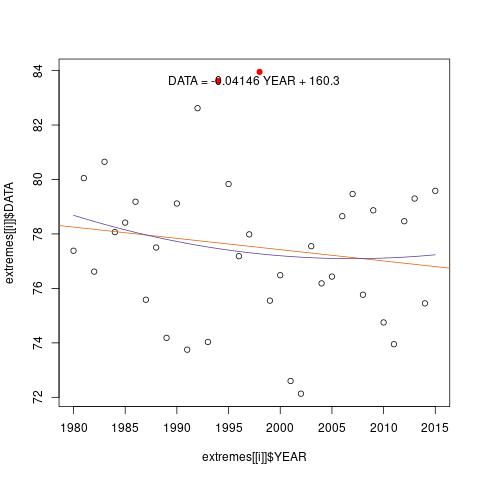 DATA = -0.04146 YEAR + 160.3
84
82
80
78
76
74
72
extremes[[i]]$DATA
1980 1985 1990 1995 2000 2005 2010 2015
extremes[[i]]$YEAR